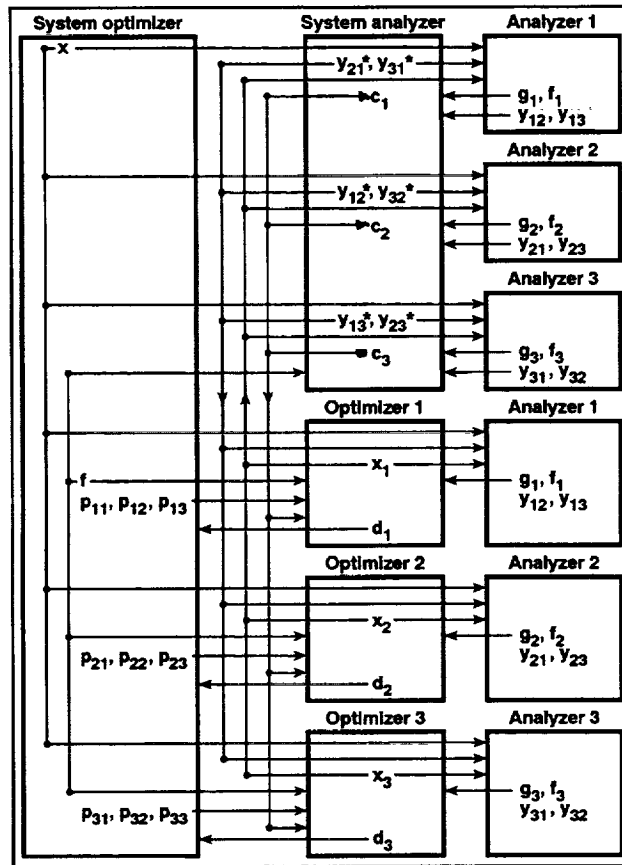 System optimizer
System analyzer
Analyzer 1
x
y21*, y31*
c1
g1, f1
y12, y13
Analyzer 2
y12*, y32*
c2
g2, f2
y21, y23
Analyzer 3
y13*, y23*
c3
g3, f3
y31, y32
Optimizer 1
Analyzer 1
x1
f
g1, f1
p11, p12, p13
y12, y13
d1
Optimizer 2
Analyzer 2
x2
g2, f2
p21, p22, p23
y21, y23
d2
Optimizer 3
Analyzer 3
x3
g3, f3
p31, p32, p33
y31, y32
d3